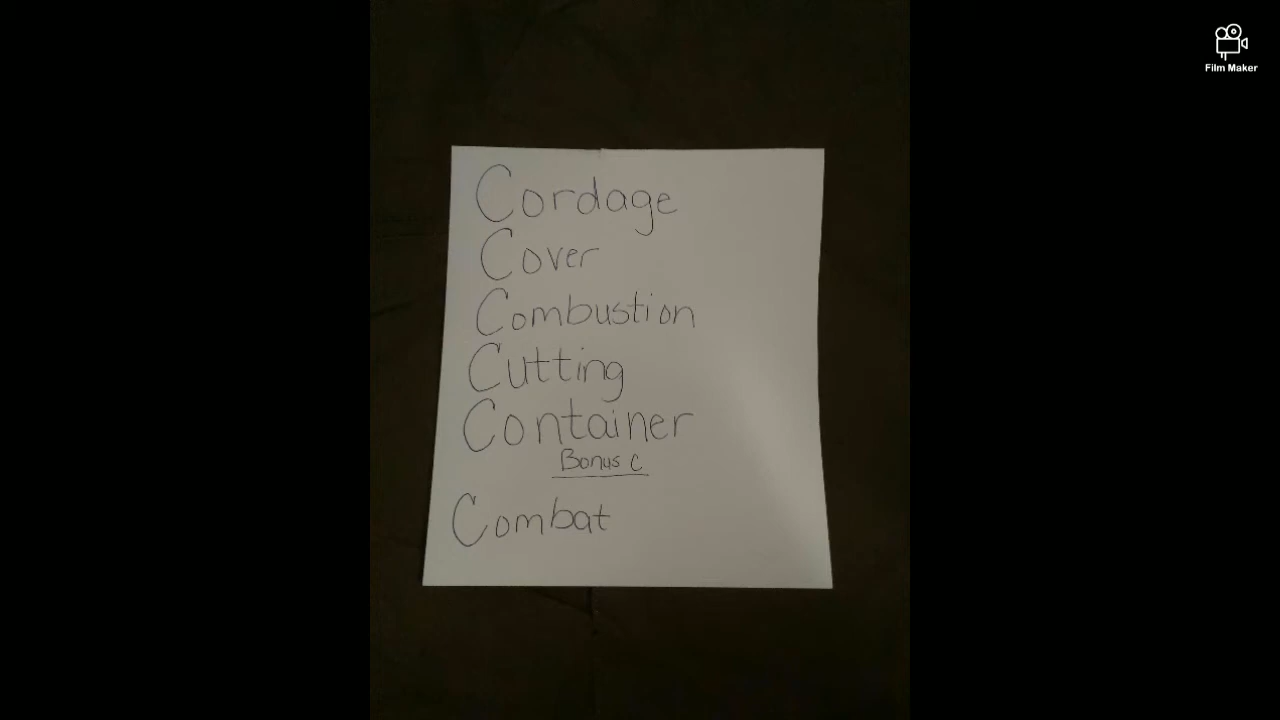 Film Maker
Cordage
Cover
Combustion
Cutting
Container
Bonus C
Combat